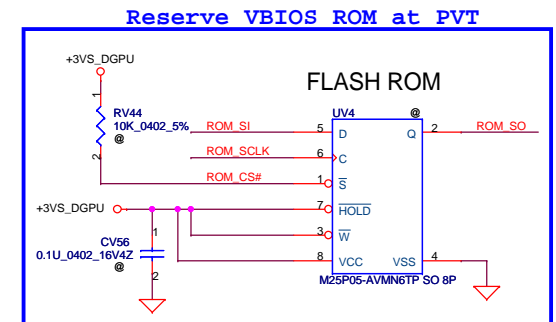 Reserve VBIOS ROM at PVT
+3VS_DGPU
FLASH ROM
1
RV44
10K_0402_5%
@
2
UV4
@
ROM_SI
5
D
Q
2
ROM_SO
ROM_SCLK
6
C
ROM_CS#
1
S
+3VS_DGPU
7
HOLD
3
W
1
CV56
0.1U_0402_16V4Z
@
2
8
VCC
VSS
4
M25P05-AVMN6TP SO 8P